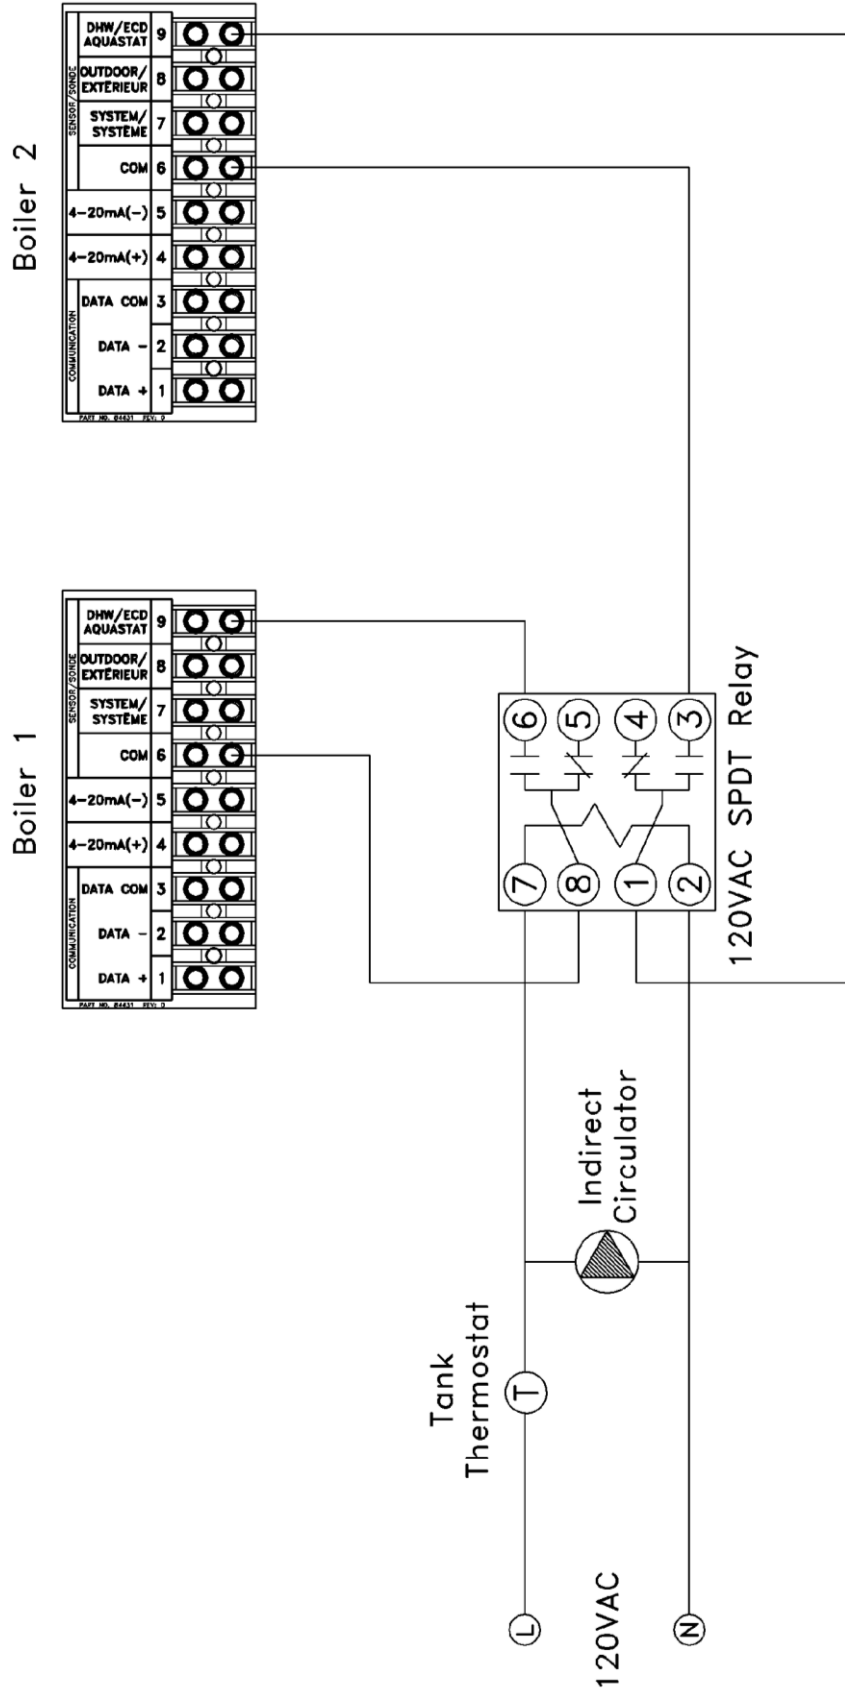 Boiler 2
SENSOR/SONDE
DHW/ECD
AQUASTAT
9
OUTDOOR/
EXTÉRIEUR
8
SYSTEM/
SYSTÈME
7
COM
6
4-20mA(-)
5
4-20mA(+)
4
COMMUNICATION
DATA COM
3
DATA -
2
DATA +
1
Boiler 1
SENSOR/SONDE
DHW/ECD
AQUASTAT
9
OUTDOOR/
EXTÉRIEUR
8
SYSTEM/
SYSTÈME
7
COM
6
4-20mA(-)
5
4-20mA(+)
4
COMMUNICATION
DATA COM
3
DATA -
2
DATA +
1
6
5
4
3
7
8
1
2
120VAC SPDT Relay
Indirect
Circulator
Tank
Thermostat
T
L
120VAC
N